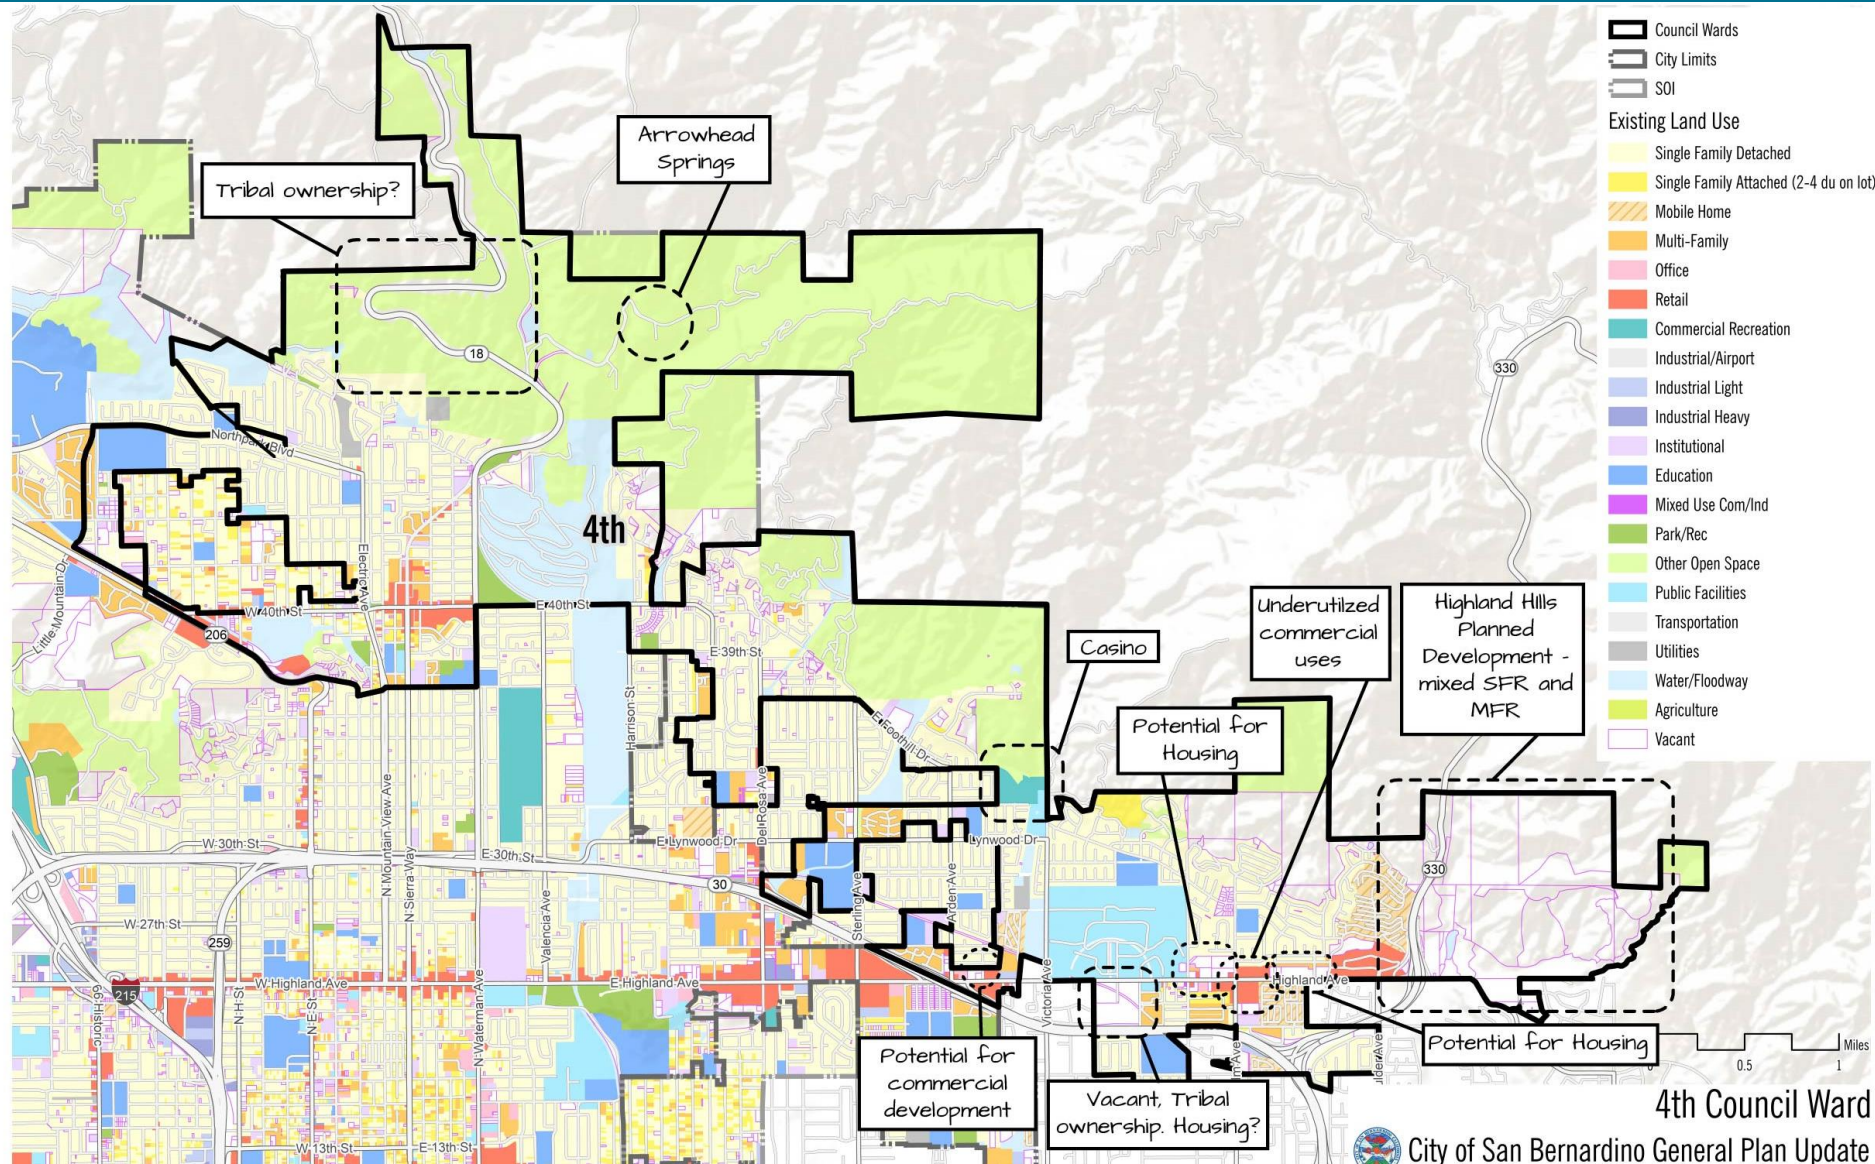 Council Wards
City Limits
SOI
Existing Land Use
Single Family Detached
Single Family Attached (2-4 du on lot)
Mobile Home
Multi-Family
Office
Retail
Commercial Recreation
Industrial/Airport
Industrial Light
Industrial Heavy
Institutional
Education
Mixed Use Com/Ind
Park/Rec
Other Open Space
Public Facilities
Transportation
Utilities
Water/Floodway
Agriculture
Vacant
Arrowhead
Springs
Tribal ownership?
18
330
Northpark Blvd
4th
Electric Ave
Little Mountain Dr
W 40th St
E 40th St
206
E 39th St
Harrison St
Casino
Underutilzed
commercial
uses
Highland HIlls
Planned
Development -
mixed SFR and
MFR
Potential for
Housing
E Foothill Dr
Del Rosa Ave
N Mountain View Ave
N Sierra Way
W 30th St
E 30th St
E Lynwood Dr
Lynwood Dr
30
330
Valencia Ave
Sterling Ave
Arden Ave
W 27th St
259
W Highland Ave
E Highland Ave
Highland Ave
215
Historic
N H St
N E St
N Waterman Ave
Victoria Ave
Potential for
commercial
development
Vacant, Tribal
ownership. Housing?
Potential for Housing
W 13th St
E 13th St
0.5
1
Miles
4th Council Ward
City of San Bernardino General Plan Update